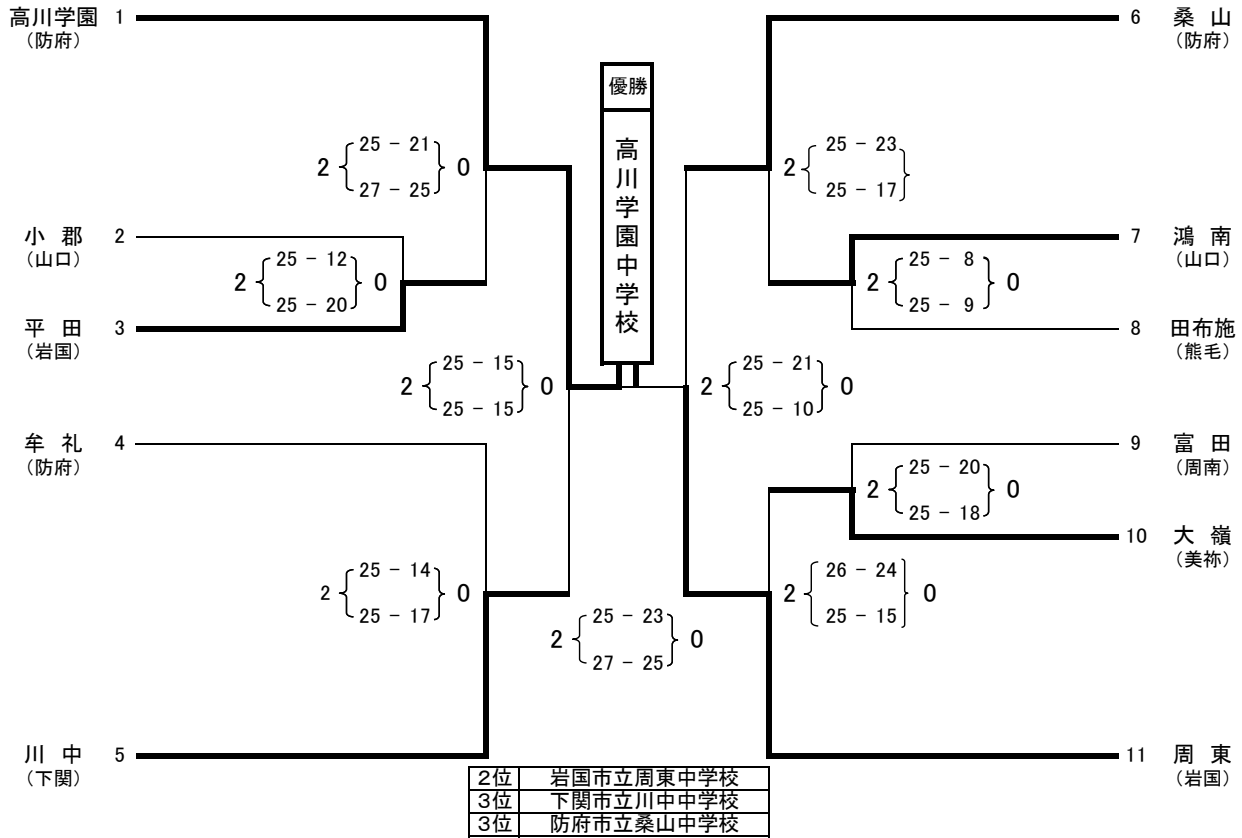 高川学園 1
(防府)
6 桑山
(防府)
優勝
高川学園中学校
25 - 21
2 0
27 - 25
25 - 23
2
25 - 17
小郡 2
(山口)
7 鴻南
(山口)
25 - 12
2 0
25 - 20
25 - 8
2 0
25 - 9
平田 3
(岩国)
8 田布施
(熊毛)
25 - 15
2 0
25 - 15
25 - 21
2 0
25 - 10
牟礼 4
(防府)
9 富田
(周南)
25 - 20
2 0
25 - 18
10 大嶺
(美祢)
25 - 14
2 0
25 - 17
26 - 24
2 0
25 - 15
25 - 23
2 0
27 - 25
川中 5
(下関)
11 周東
(岩国)
2位 岩国市立周東中学校
3位 下関市立川中中学校
3位 防府市立桑山中学校